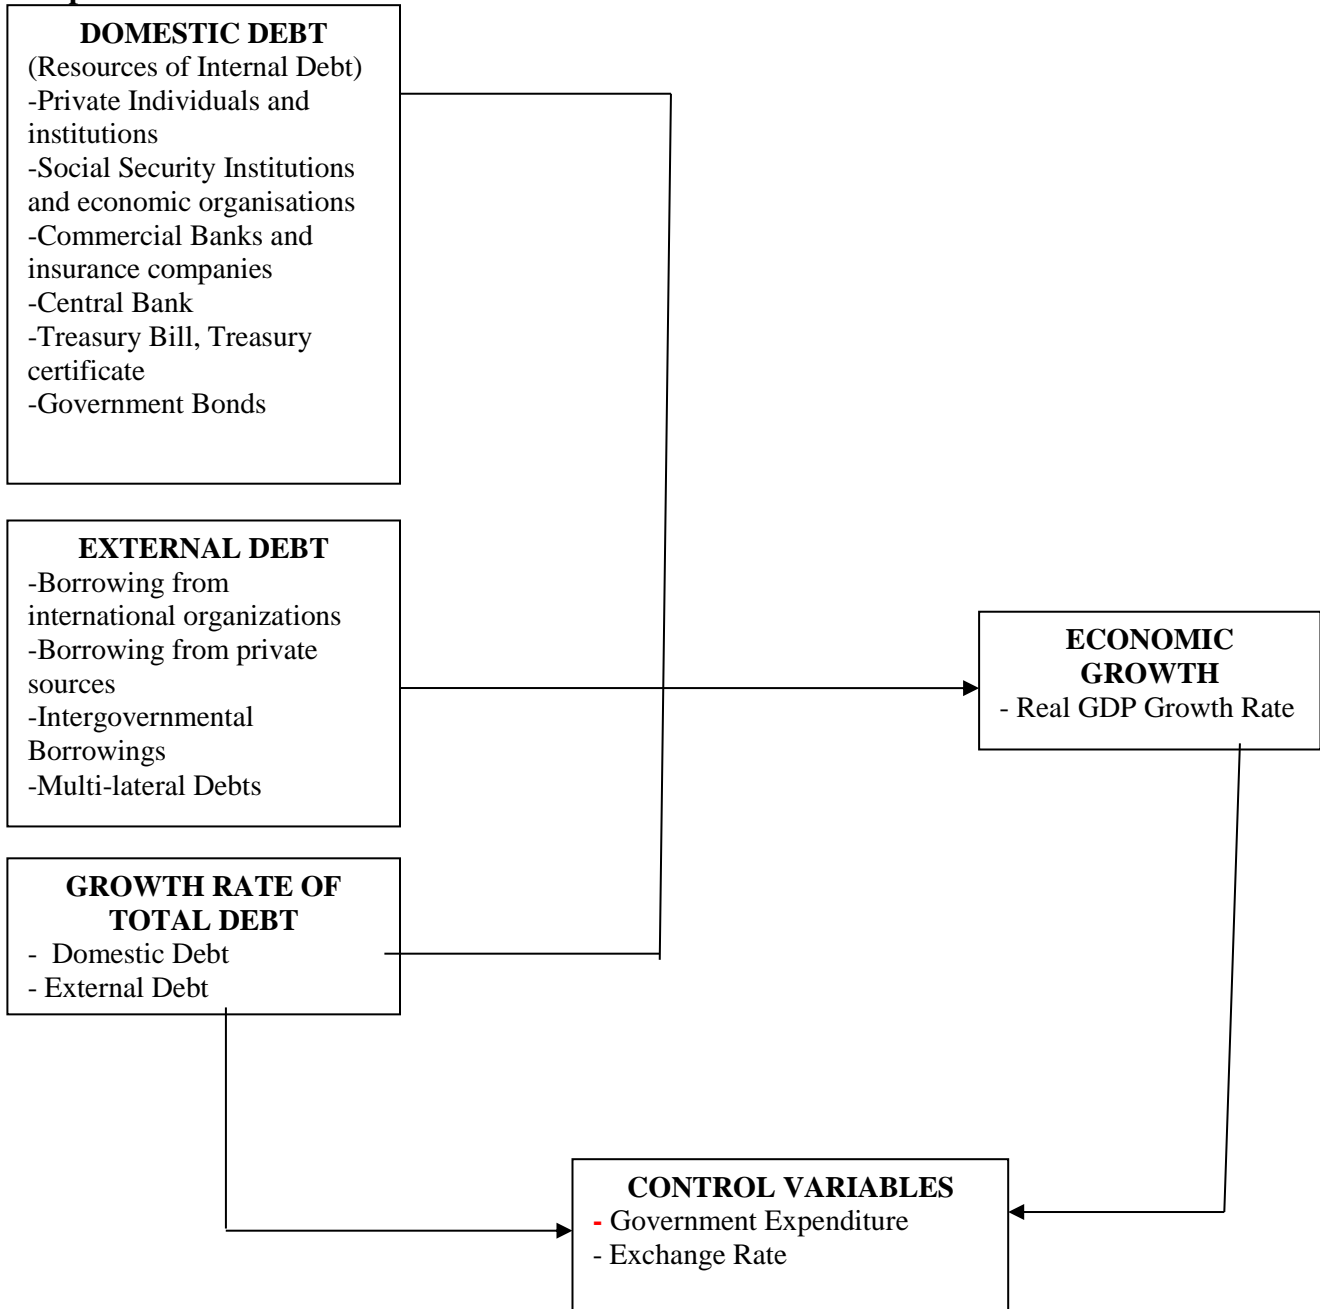 DOMESTIC DEBT
(Resources of Internal Debt)
-Private Individuals and
institutions
-Social Security Institutions
and economic organisations
-Commercial Banks and
insurance companies
-Central Bank
-Treasury Bill, Treasury
certificate
-Government Bonds
EXTERNAL DEBT
-Borrowing from
international organizations
-Borrowing from private
sources
-Intergovernmental
Borrowings
-Multi-lateral Debts
ECONOMIC
GROWTH
- Real GDP Growth Rate
GROWTH RATE OF
TOTAL DEBT
- Domestic Debt
- External Debt
CONTROL VARIABLES
- Government Expenditure
- Exchange Rate